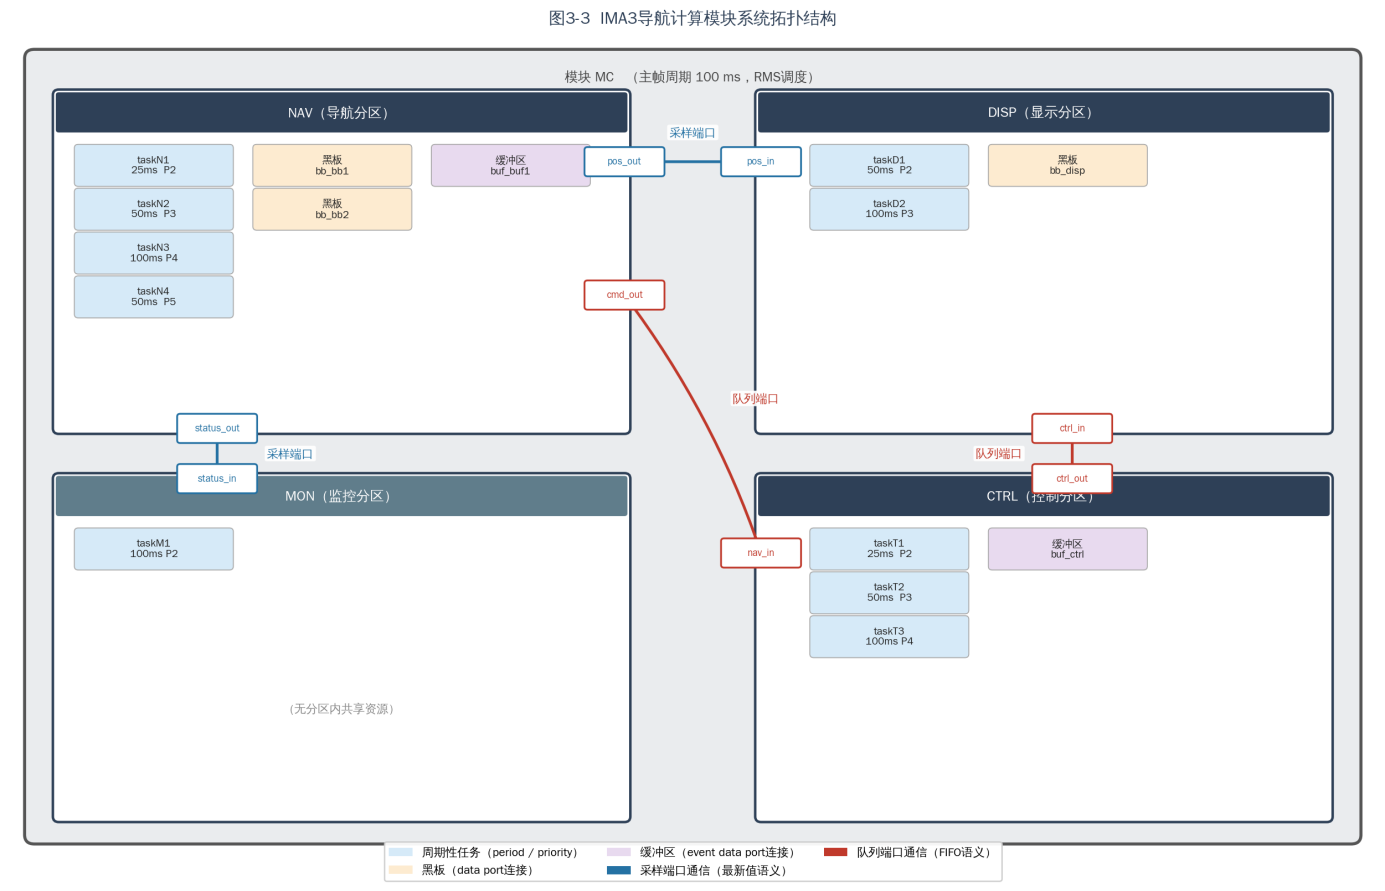 图3-3 IMA3导航计算模块系统拓扑结构
模块 MC （主帧周期 100 ms，RMS调度）
NAV（导航分区）
taskN1
25ms P2
taskN2
50ms P3
taskN3
100ms P4
taskN4
50ms P5
黑板
bb_bb1
黑板
bb_bb2
缓冲区
buf_buf1
pos_out
采样端口
pos_in
DISP（显示分区）
taskD1
50ms P2
taskD2
100ms P3
黑板
bb_disp
cmd_out
队列端口
nav_in
status_out
采样端口
status_in
ctrl_in
队列端口
ctrl_out
MON（监控分区）
taskM1
100ms P2
（无分区内共享资源）
CTRL（控制分区）
taskT1
25ms P2
taskT2
50ms P3
taskT3
100ms P4
缓冲区
buf_ctrl
周期性任务（period / priority）
黑板（data port连接）
缓冲区（event data port连接）
采样端口通信（最新值语义）
队列端口通信（FIFO语义）